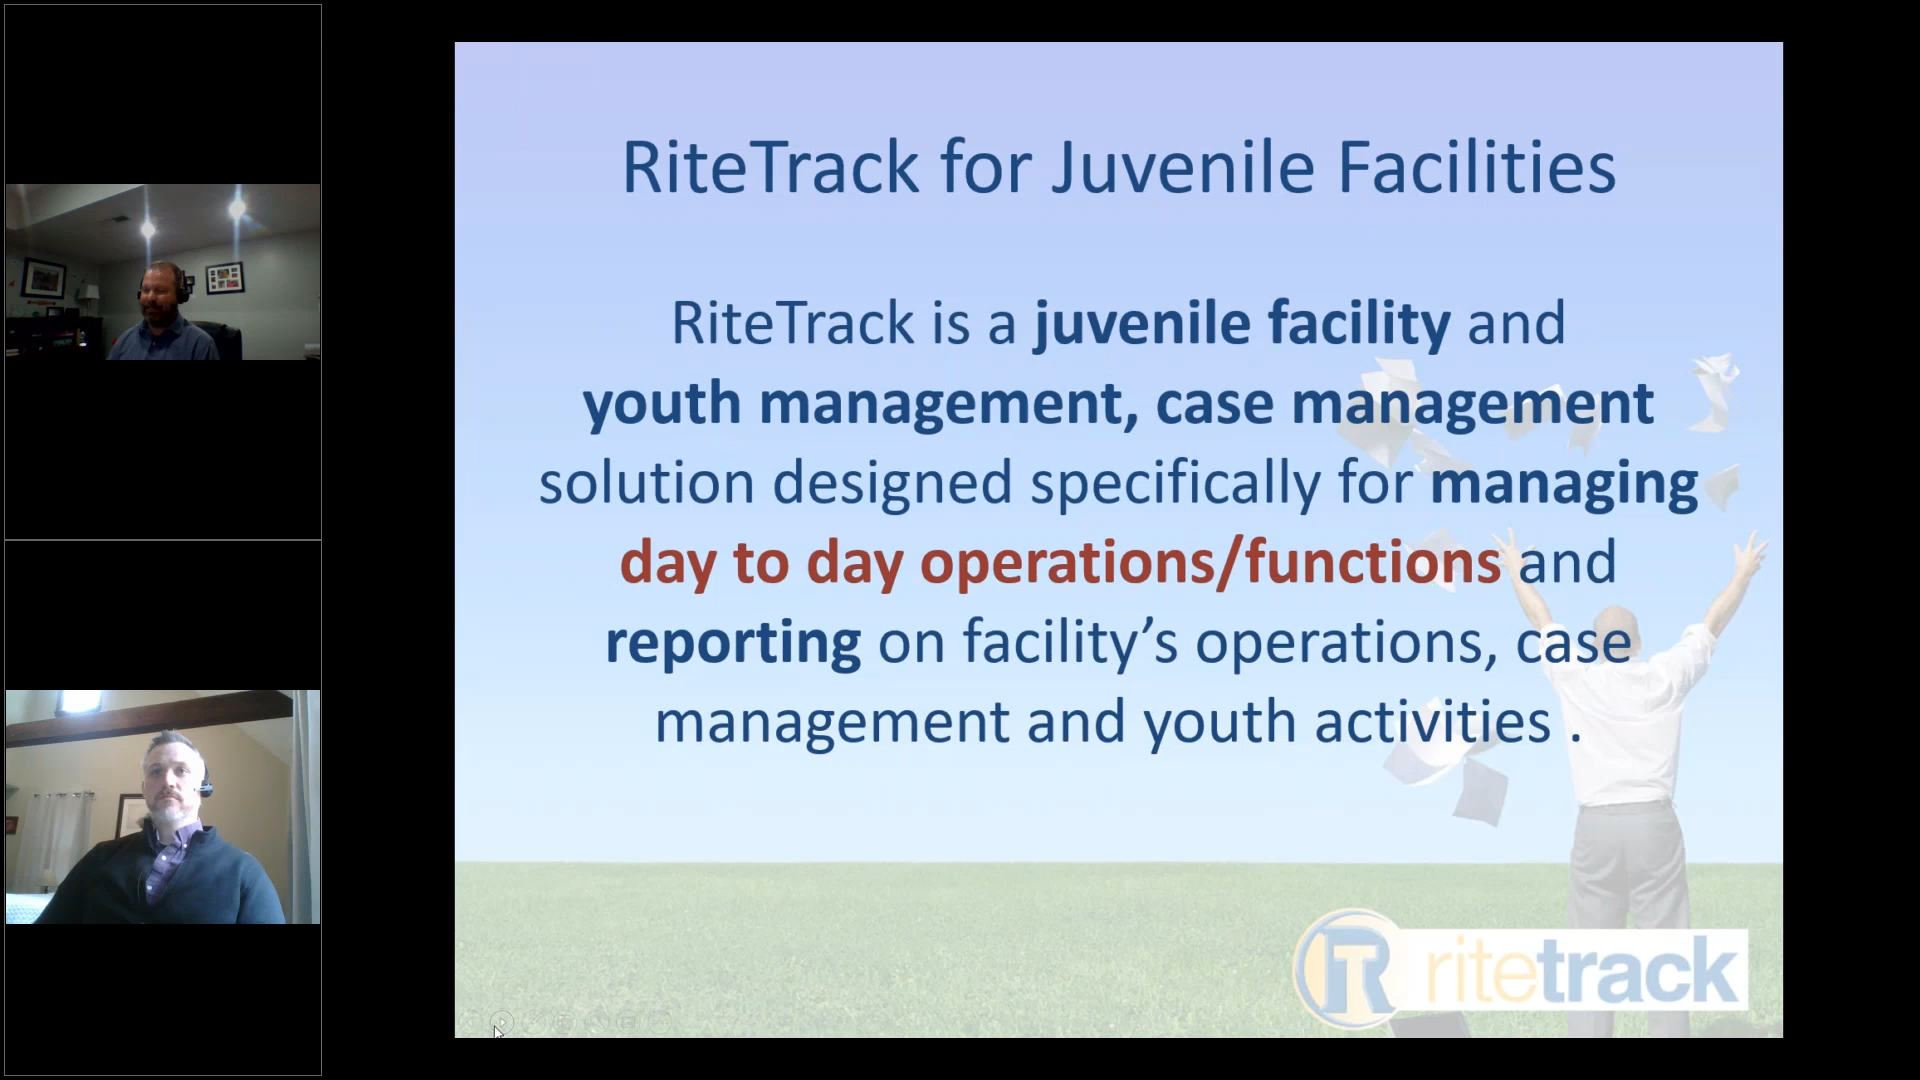 RiteTrack for Juvenile Facilities
RiteTrack is a juvenile facility and
youth management, case management
solution designed specifically for managing
day to day operations/functions and
reporting on facility’s operations, case
management and youth activities .
ritetrack